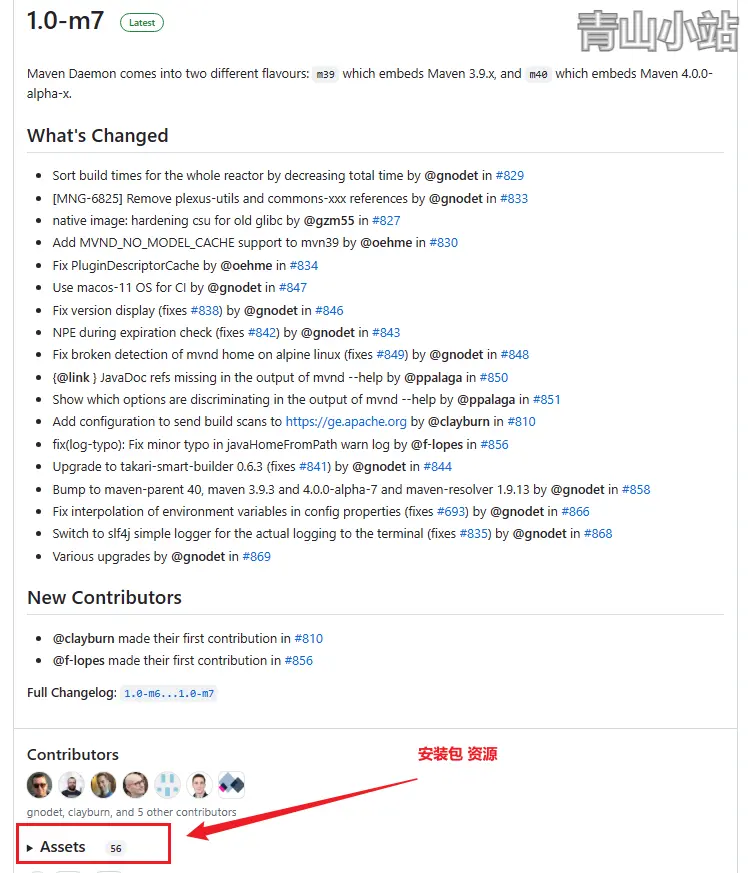 1.0-m7 Latest
青山小站
Maven Daemon comes into two different flavours: m39 which embeds Maven 3.9.x, and m40 which embeds Maven 4.0.0-
alpha-x.
What's Changed
Sort build times for the whole reactor by decreasing total time by @gnodet in #829
[MNG-6825] Remove plexus-utils and commons-xxx references by @gnodet in #833
native image: hardening csu for old glibc by @gzm55 in #827
Add MVND_NO_MODEL_CACHE support to mvn39 by @oehme in #830
Fix PluginDescriptorCache by @oehme in #834
Use macos-11 OS for CI by @gnodet in #847
Fix version display (fixes #838) by @gnodet in #846
NPE during expiration check (fixes #842) by @gnodet in #843
Fix broken detection of mvnd home on alpine linux (fixes #849) by @gnodet in #848
{@link } JavaDoc refs missing in the output of mvnd --help by @ppalaga in #850
Show which options are discriminating in the output of mvnd --help by @ppalaga in #851
Add configuration to send build scans to https://ge.apache.org by @clayburn in #810
fix(log-typo): Fix minor typo in javaHomeFromPath warn log by @f-lopes in #856
Upgrade to takari-smart-builder 0.6.3 (fixes #841) by @gnodet in #844
Bump to maven-parent 40, maven 3.9.3 and 4.0.0-alpha-7 and maven-resolver 1.9.13 by @gnodet in #858
Fix interpolation of environment variables in config properties (fixes #693) by @gnodet in #866
Switch to slf4j simple logger for the actual logging to the terminal (fixes #835) by @gnodet in #868
Various upgrades by @gnodet in #869
New Contributors
@clayburn made their first contribution in #810
@f-lopes made their first contribution in #856
Full Changelog: 1.0-m6...1.0-m7
Contributors
安装包 资源
gnodet, clayburn, and 5 other contributors
Assets 56